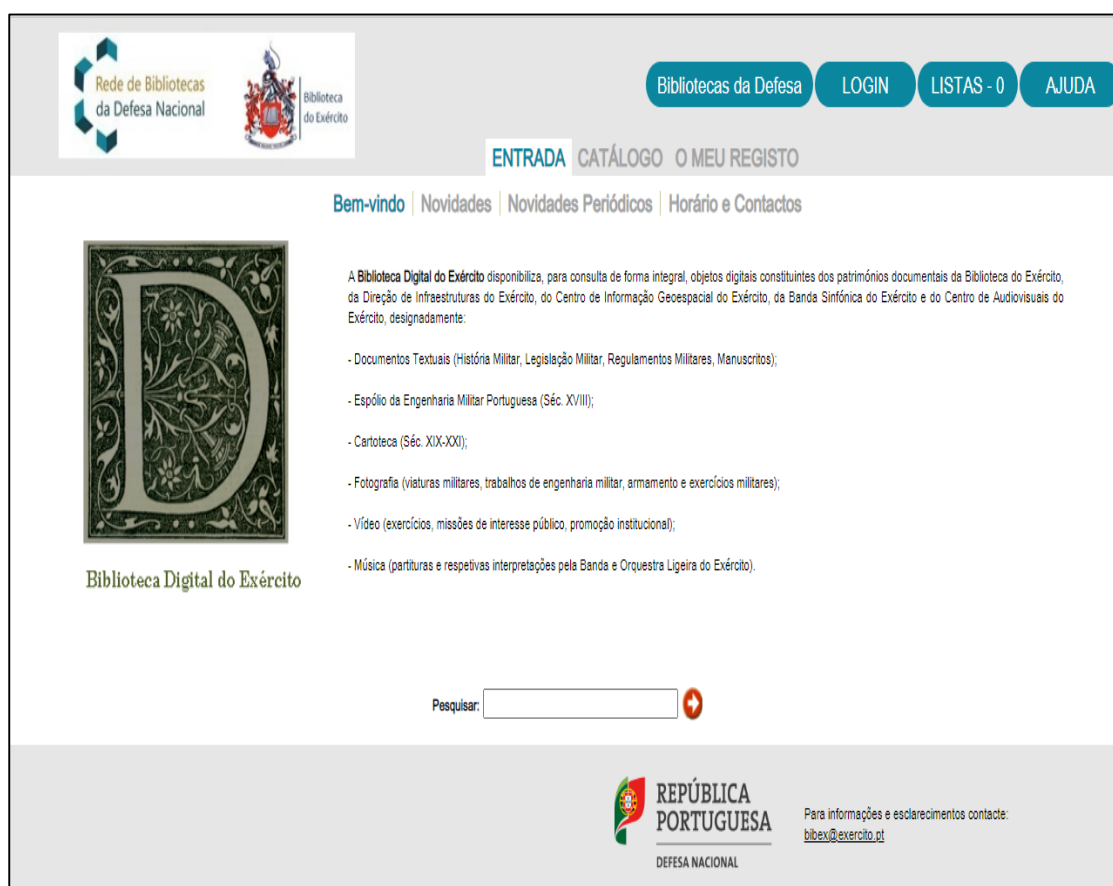 Rede de Bibliotecas
da Defesa Nacional
Biblioteca
do Exército
Bibliotecas da Defesa
LOGIN
LISTAS - 0
AJUDA
ENTRADA CATÁLOGO O MEU REGISTO
Bem-vindo Novidades Novidades Periódicos Horário e Contactos
D
Biblioteca Digital do Exército
A Biblioteca Digital do Exército disponibiliza, para consulta de forma integral, objetos digitais constituintes dos patrimónios documentais da Biblioteca do Exército,
da Direção de Infraestruturas do Exército, do Centro de Informação Geoespacial do Exército, da Banda Sinfónica do Exército e do Centro de Audiovisuais do
Exército, designadamente:
- Documentos Textuais (História Militar, Legislação Militar, Regulamentos Militares, Manuscritos);
- Espólio da Engenharia Militar Portuguesa (Séc. XVIII);
- Cartoteca (Séc. XIX-XXI);
- Fotografia (viaturas militares, trabalhos de engenharia militar, armamento e exercícios militares);
- Vídeo (exercícios, missões de interesse público, promoção institucional);
- Música (partituras e respetivas interpretações pela Banda e Orquestra Ligeira do Exército).
Pesquisar:
REPÚBLICA
PORTUGUESA
DEFESA NACIONAL
Para informações e esclarecimentos contacte:
bibex@exercito.pt